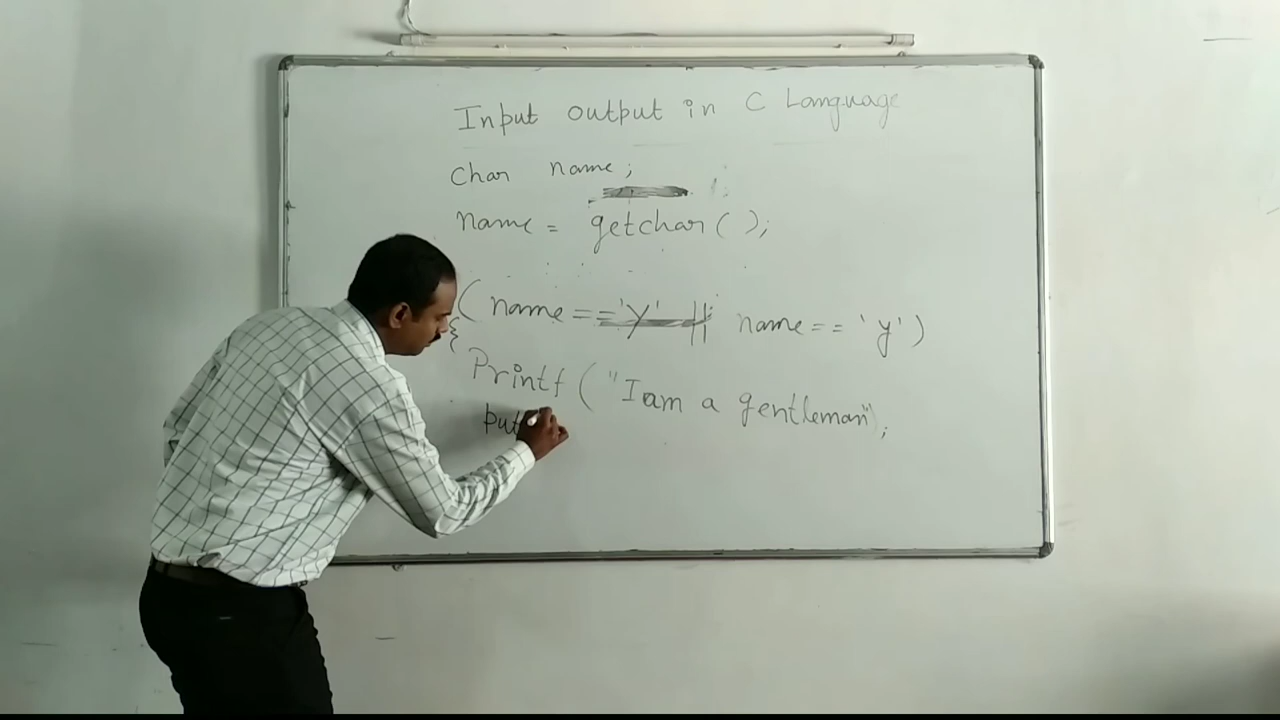 Input output in C Language
Char name;
name = getchar( );
( name == 'Y' || name == 'y' )
{
Printf ( "I am a gentleman");
put